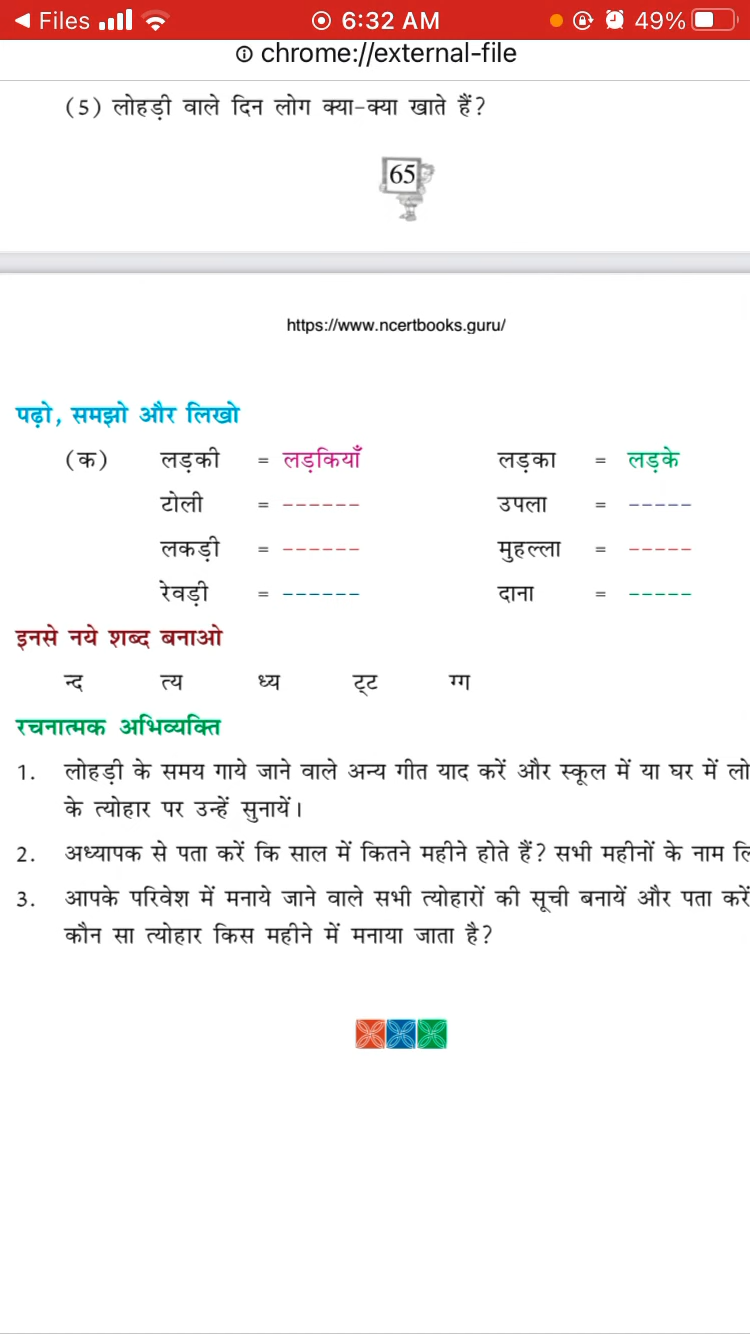 ◀ Files 6:32 AM 49%
chrome://external-file
(5) लोहड़ी वाले दिन लोग क्या-क्या खाते हैं?
65
https://www.ncertbooks.guru/
पढ़ो, समझो और लिखो
(क) लड़की = लड़कियाँ लड़का = लड़के
टोली = ------ उपला = -----
लकड़ी = ------ मुहल्ला = -----
रेवड़ी = ------ दाना = -----
इनसे नये शब्द बनाओ
न्द त्य ध्य ट्ट ग्ग
रचनात्मक अभिव्यक्ति
1. लोहड़ी के समय गाये जाने वाले अन्य गीत याद करें और स्कूल में या घर में लो
के त्योहार पर उन्हें सुनायें।
2. अध्यापक से पता करें कि साल में कितने महीने होते हैं? सभी महीनों के नाम
3. आपके परिवेश में मनाये जाने वाले सभी त्योहारों की सूची बनायें और पता करें
कौन सा त्योहार किस महीने में मनाया जाता है?